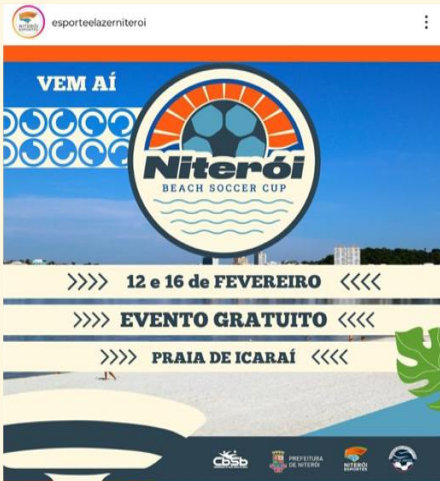 esporteelazerniteroi
VEM AÍ
Niterói
BEACH SOCCER CUP
>>>> 12 e 16 de FEVEREIRO <<<<
>>>> EVENTO GRATUITO <<<<
>>>> PRAIA DE ICARAÍ <<<<
CBSB
PREFEITURA
DE NITERÓI
NITERÓI
ESPORTES